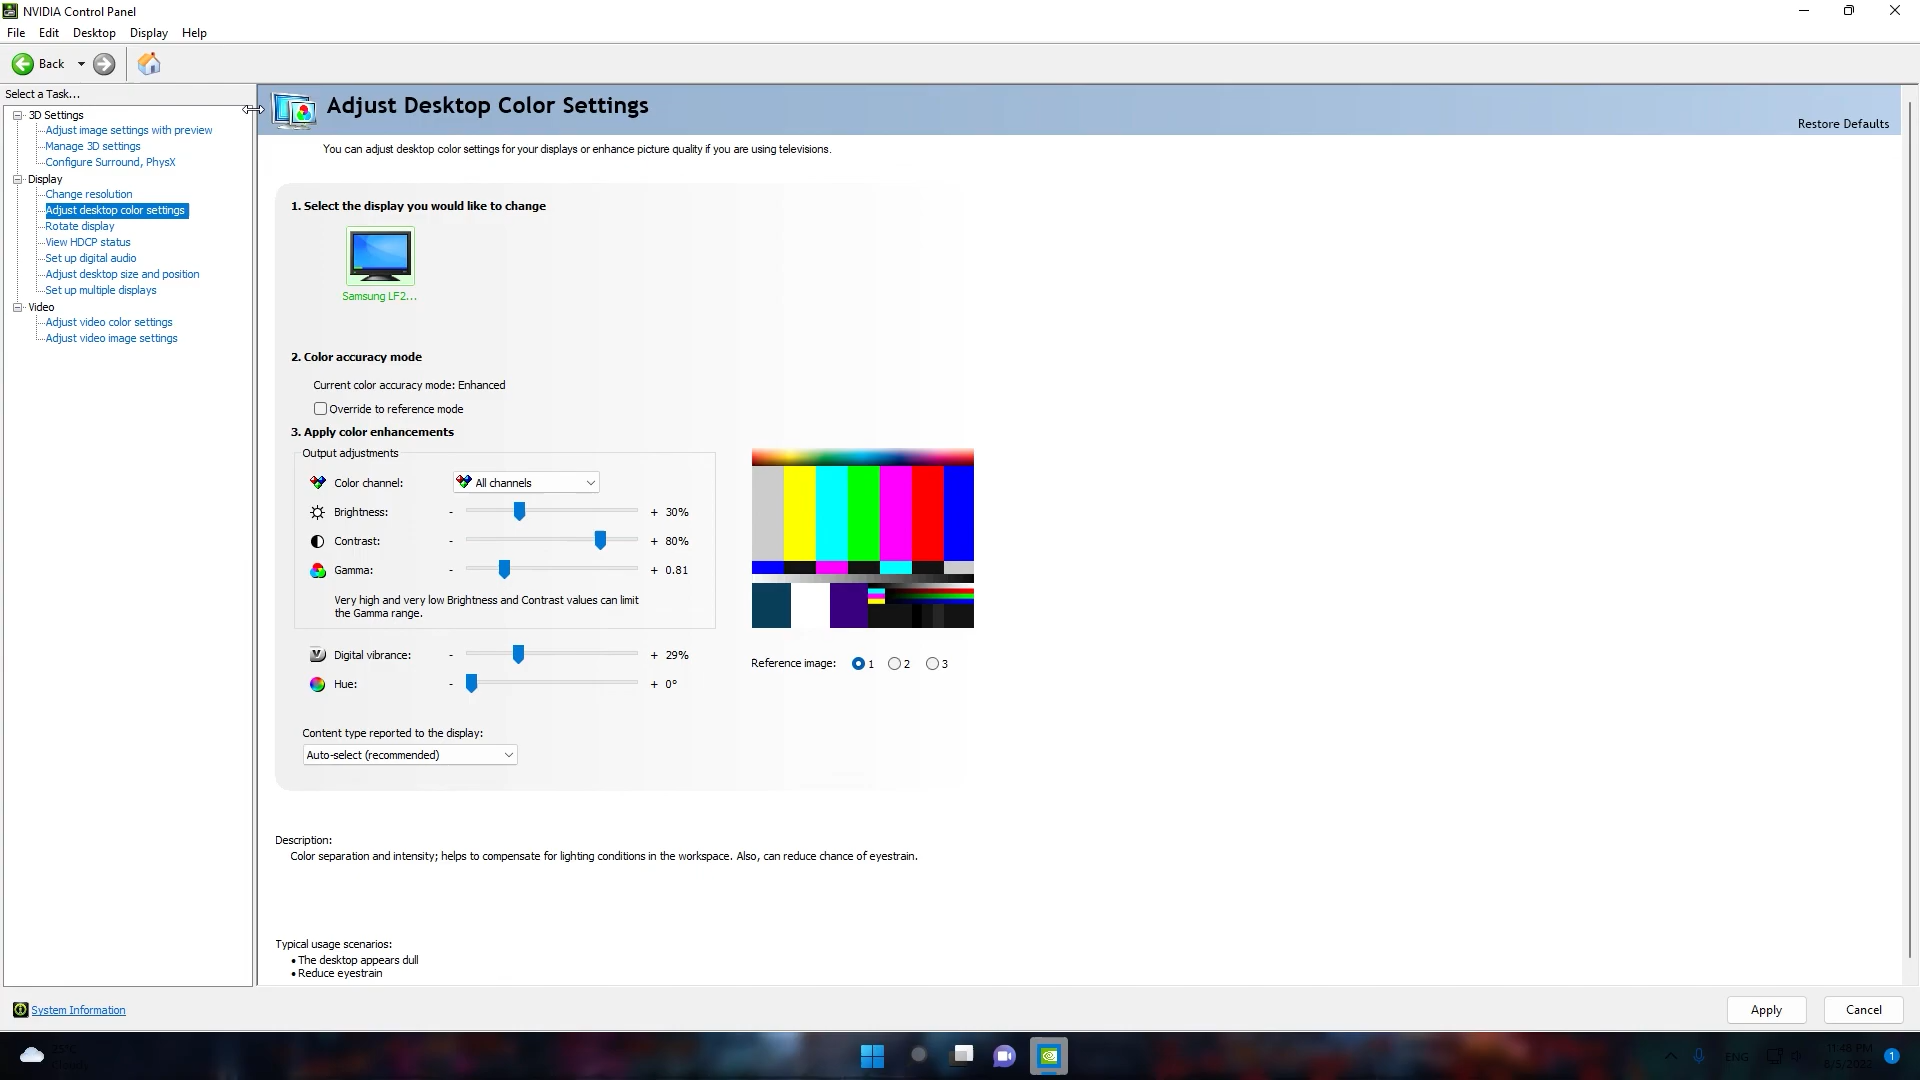 NVIDIA Control Panel
File Edit Desktop Display Help
Back
Select a Task...
3D Settings
Adjust image settings with preview
Manage 3D settings
Configure Surround, PhysX
Display
Change resolution
Adjust desktop color settings
Rotate display
View HDCP status
Set up digital audio
Adjust desktop size and position
Set up multiple displays
Video
Adjust video color settings
Adjust video image settings
Adjust Desktop Color Settings
Restore Defaults
You can adjust desktop color settings for your displays or enhance picture quality if you are using televisions.
1. Select the display you would like to change
Samsung LF2...
2. Color accuracy mode
Current color accuracy mode: Enhanced
Override to reference mode
3. Apply color enhancements
Output adjustments
Color channel: All channels
Brightness: - + 30%
Contrast: - + 80%
Gamma: - + 0.81
Very high and very low Brightness and Contrast values can limit
the Gamma range.
Digital vibrance: - + 29%
Hue: - + 0°
Reference image: 1 2 3
Content type reported to the display:
Auto-select (recommended)
Description:
Color separation and intensity; helps to compensate for lighting conditions in the workspace. Also, can reduce chance of eyestrain.
Typical usage scenarios:
• The desktop appears dull
• Reduce eyestrain
System Information
Apply Cancel
ENG
11:45 PM
1